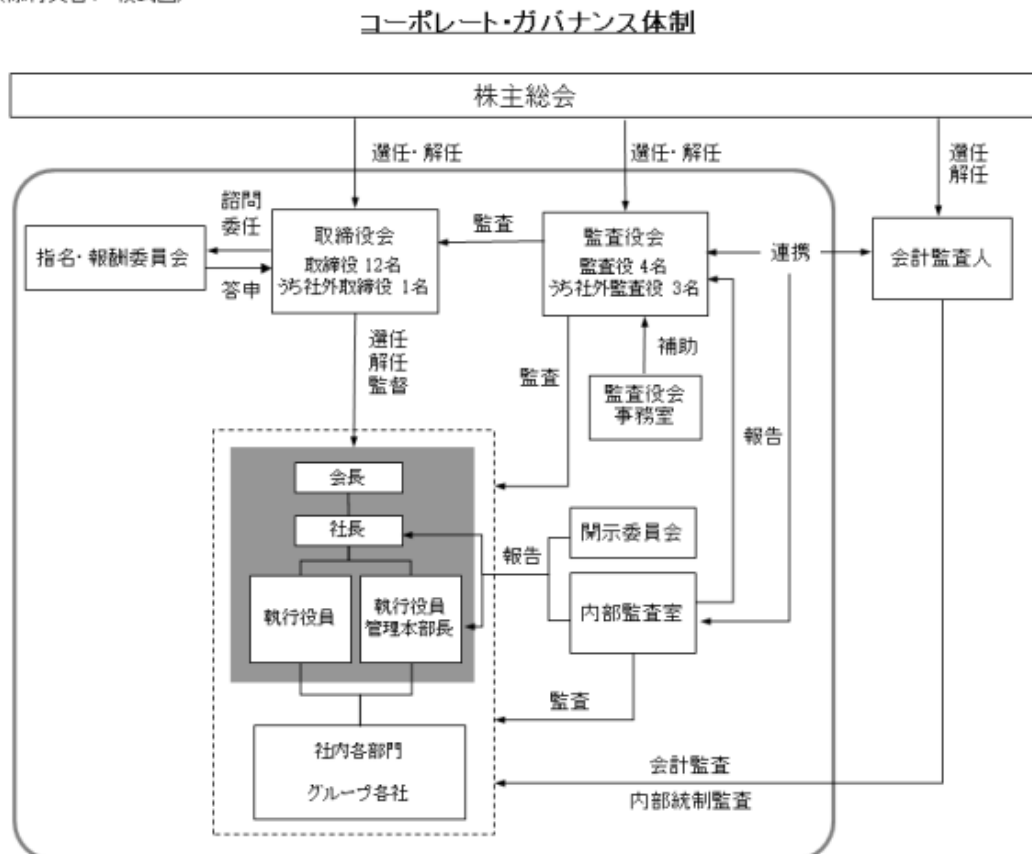 コーポレート・ガバナンス体制
株主総会
選任・解任
選任・解任
選任
解任
諮問
委任
指名・報酬委員会
答申
取締役会
取締役 12名
うち社外取締役 1名
監査
監査役会
監査役 4名
うち社外監査役 3名
連携
会計監査人
選任
解任
監督
監査
補助
監査役会
事務室
報告
会長
社長
執行役員
執行役員
管理本部長
報告
開示委員会
内部監査室
監査
社内各部門
グループ各社
会計監査
内部統制監査